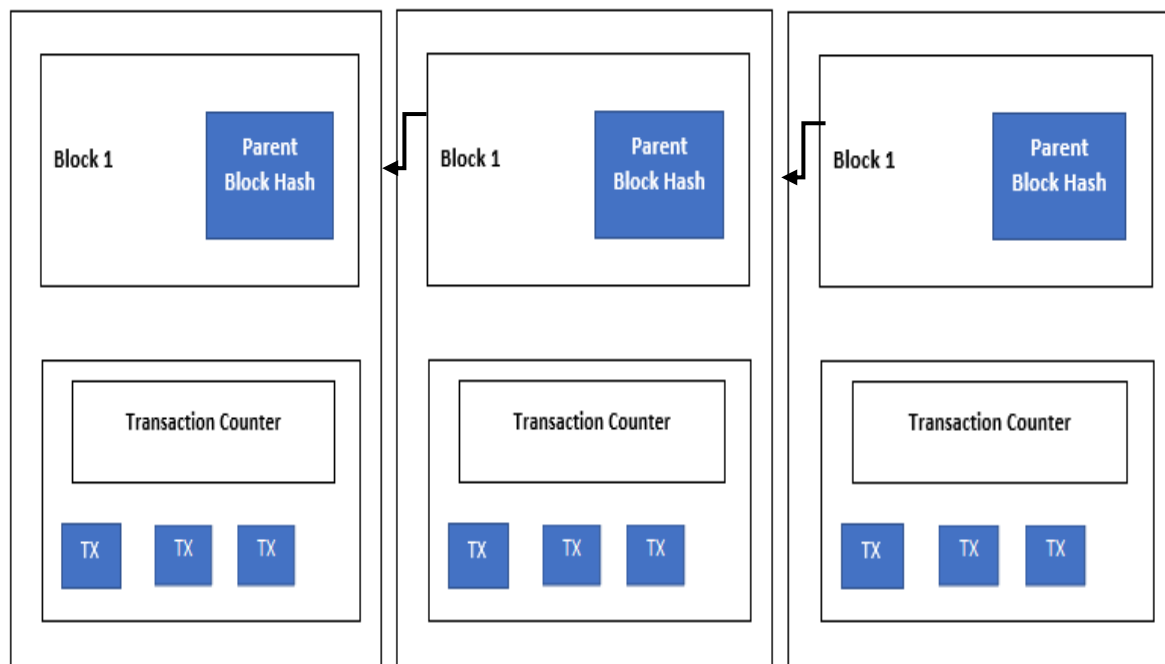 Block 1
Parent
Block Hash
Transaction Counter
TX TX TX
Block 1
Parent
Block Hash
Transaction Counter
TX TX TX
Block 1
Parent
Block Hash
Transaction Counter
TX TX TX